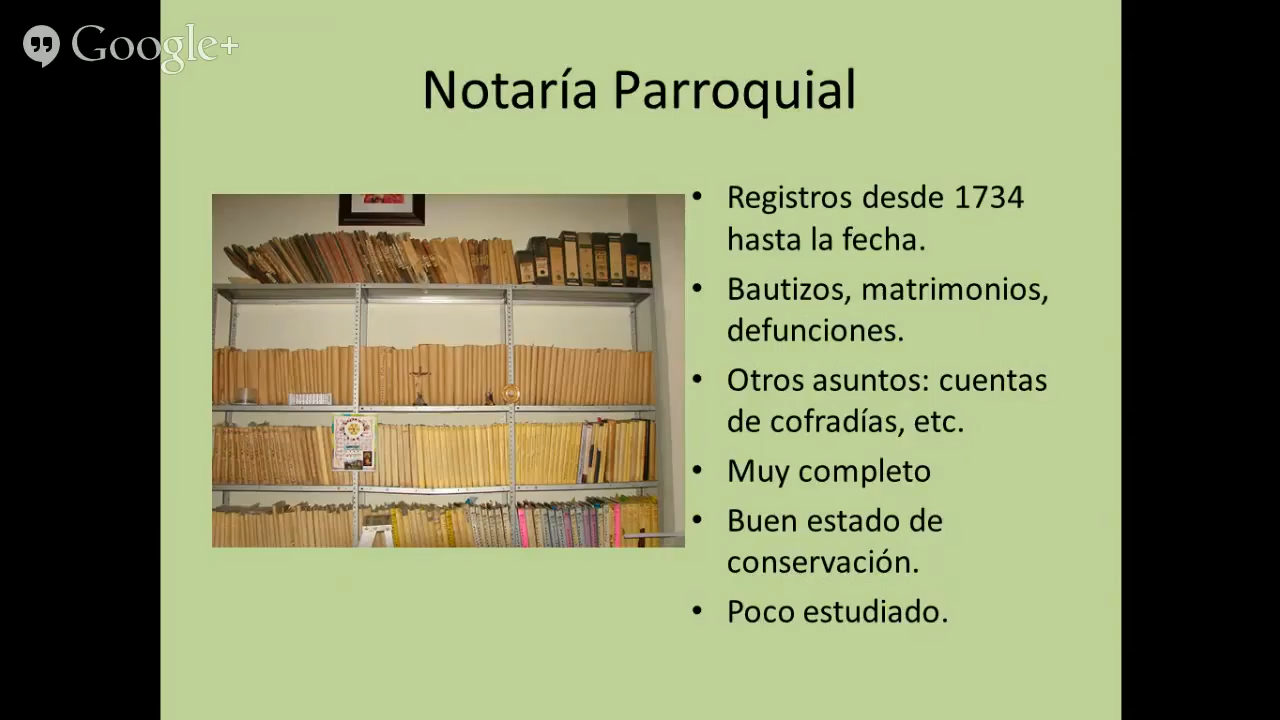 Google+
Notaría Parroquial
• Registros desde 1734
hasta la fecha.
• Bautizos, matrimonios,
defunciones.
• Otros asuntos: cuentas
de cofradías, etc.
• Muy completo
• Buen estado de
conservación.
• Poco estudiado.